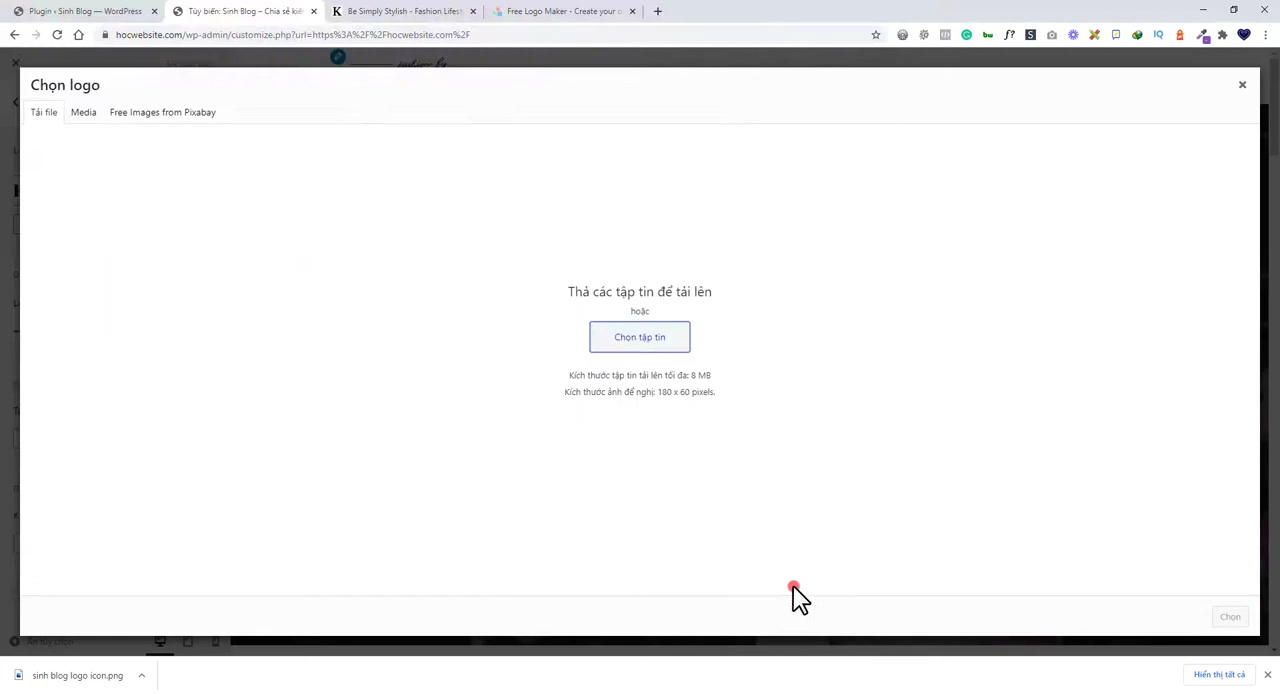 Plugin ‹ Sinh Blog — WordPress
Tùy biến: Sinh Blog – Chia sẻ kiến
Be Simply Stylish - Fashion Lifest
Free Logo Maker - Create your o
hocwebsite.com/wp-admin/customize.php?url=https%3A%2F%2Fhocwebsite.com%2F
Chọn logo
Tải file
Media
Free Images from Pixabay
Thả các tập tin để tải lên
hoặc
Chọn tập tin
Kích thước tập tin tải lên tối đa: 8 MB
Kích thước ảnh đề nghị: 180 x 60 pixels.
Chọn
sinh blog logo icon.png
Hiển thị tất cả